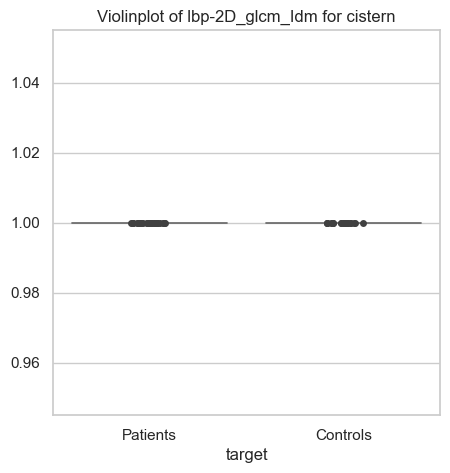 Violinplot of lbp-2D_glcm_Idm for cistern
1.04
1.02
1.00
0.98
0.96
Patients Controls
target